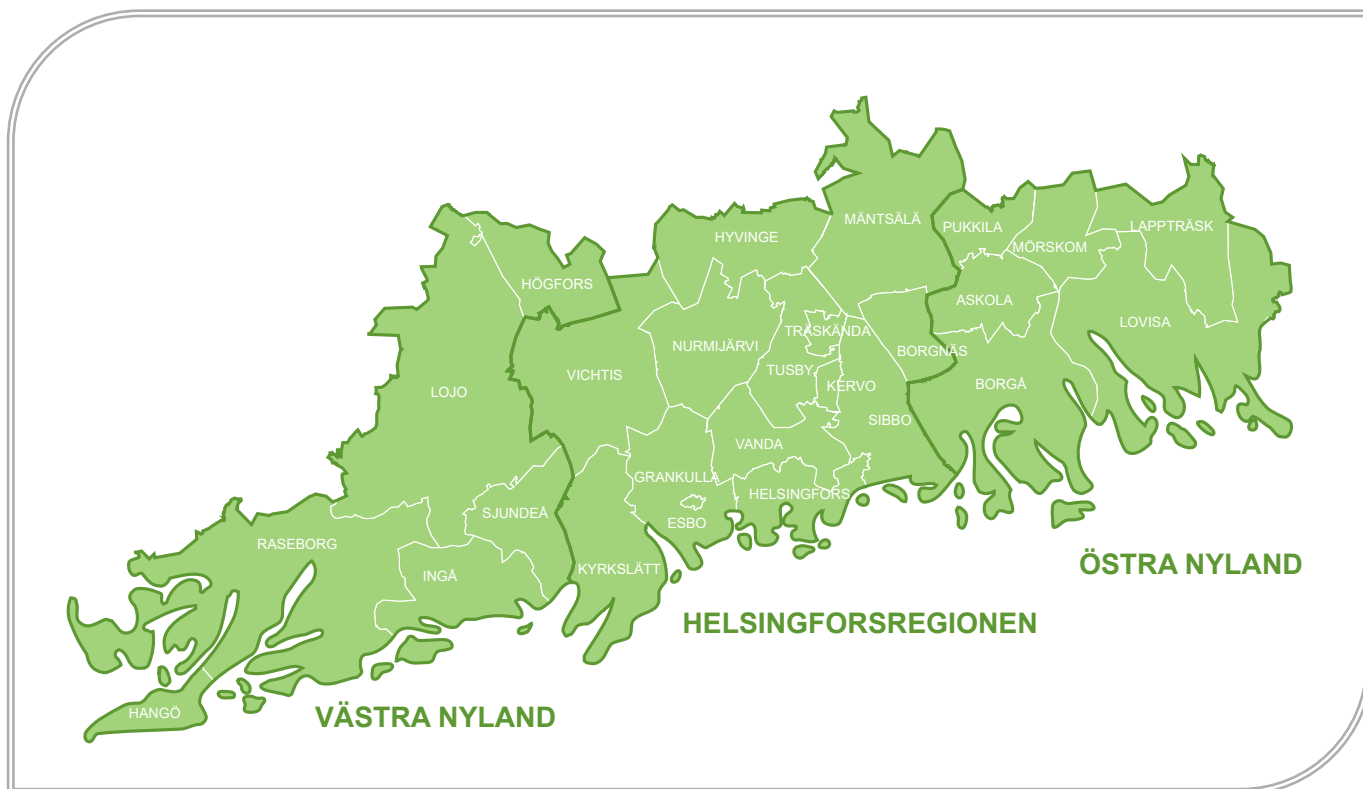 MÄNTSÄLÄ
PUKKILA
LAPPTRÄSK
HYVINGE
MÖRSKOM
HÖGFORS
ASKOLA
LOVISA
TRÄSKÄNDA
NURMIJÄRVI
BORGNÄS
VICHTIS
TUSBY
KERVO
BORGÅ
LOJO
SIBBO
VANDA
GRANKULLA
HELSINGFORS
SJUNDEÅ
ESBO
RASEBORG
INGÅ
KYRKSLÄTT
ÖSTRA NYLAND
HELSINGFORSREGIONEN
HANGÖ
VÄSTRA NYLAND